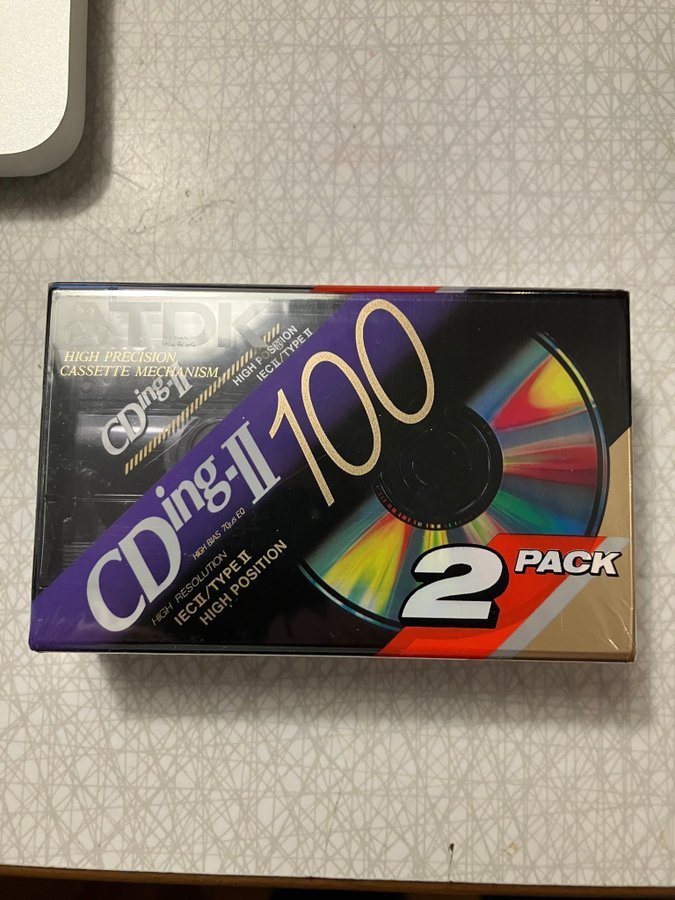 TDK
HIGH PRECISION
CASSETTE MECHANISM
CDing-II
HIGH POSITION
IECII/TYPE II
CDing-II 100
HIGH BIAS 70μs EQ
HIGH RESOLUTION
IECII/TYPE II
HIGH POSITION
2 PACK